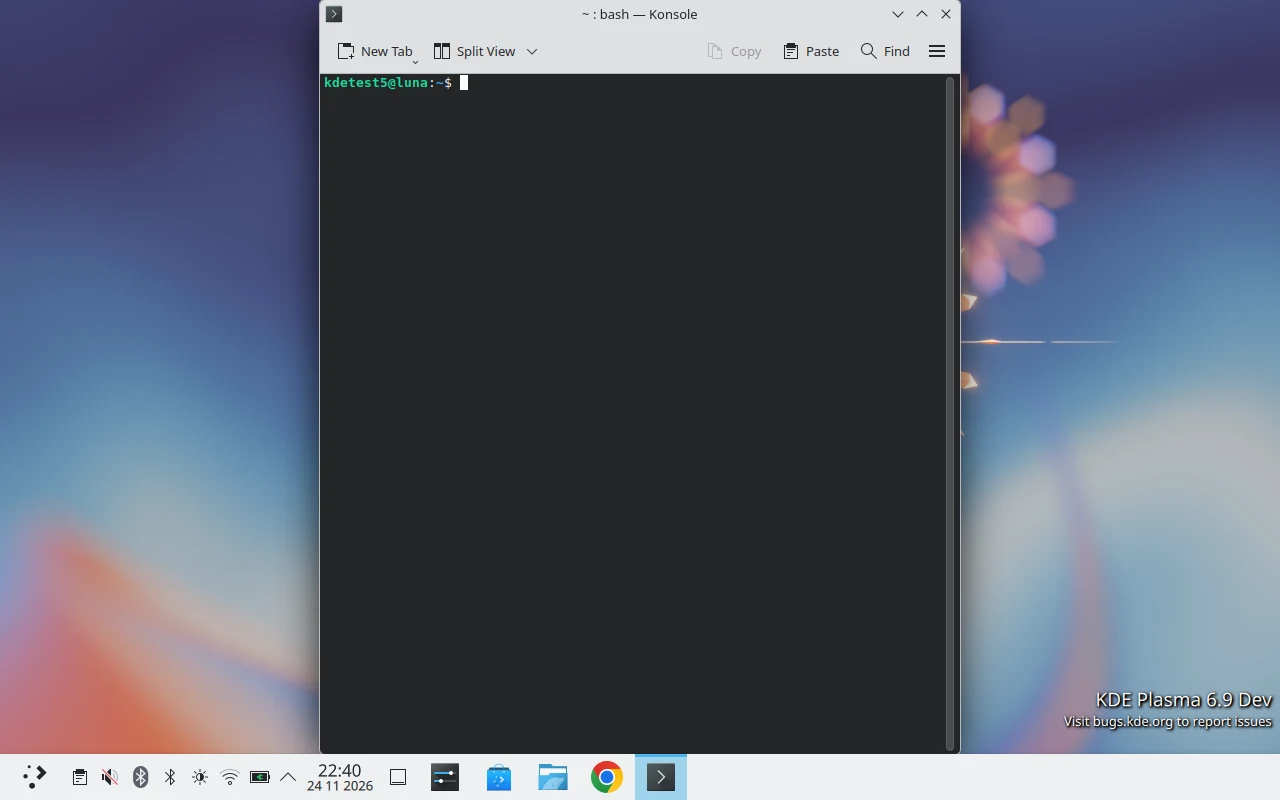 ~ : bash — Konsole
New Tab
Split View
Copy
Paste
Find
kdetest5@luna:~$
KDE Plasma 6.9 Dev
Visit bugs.kde.org to report issues
22:40
24 11 2026